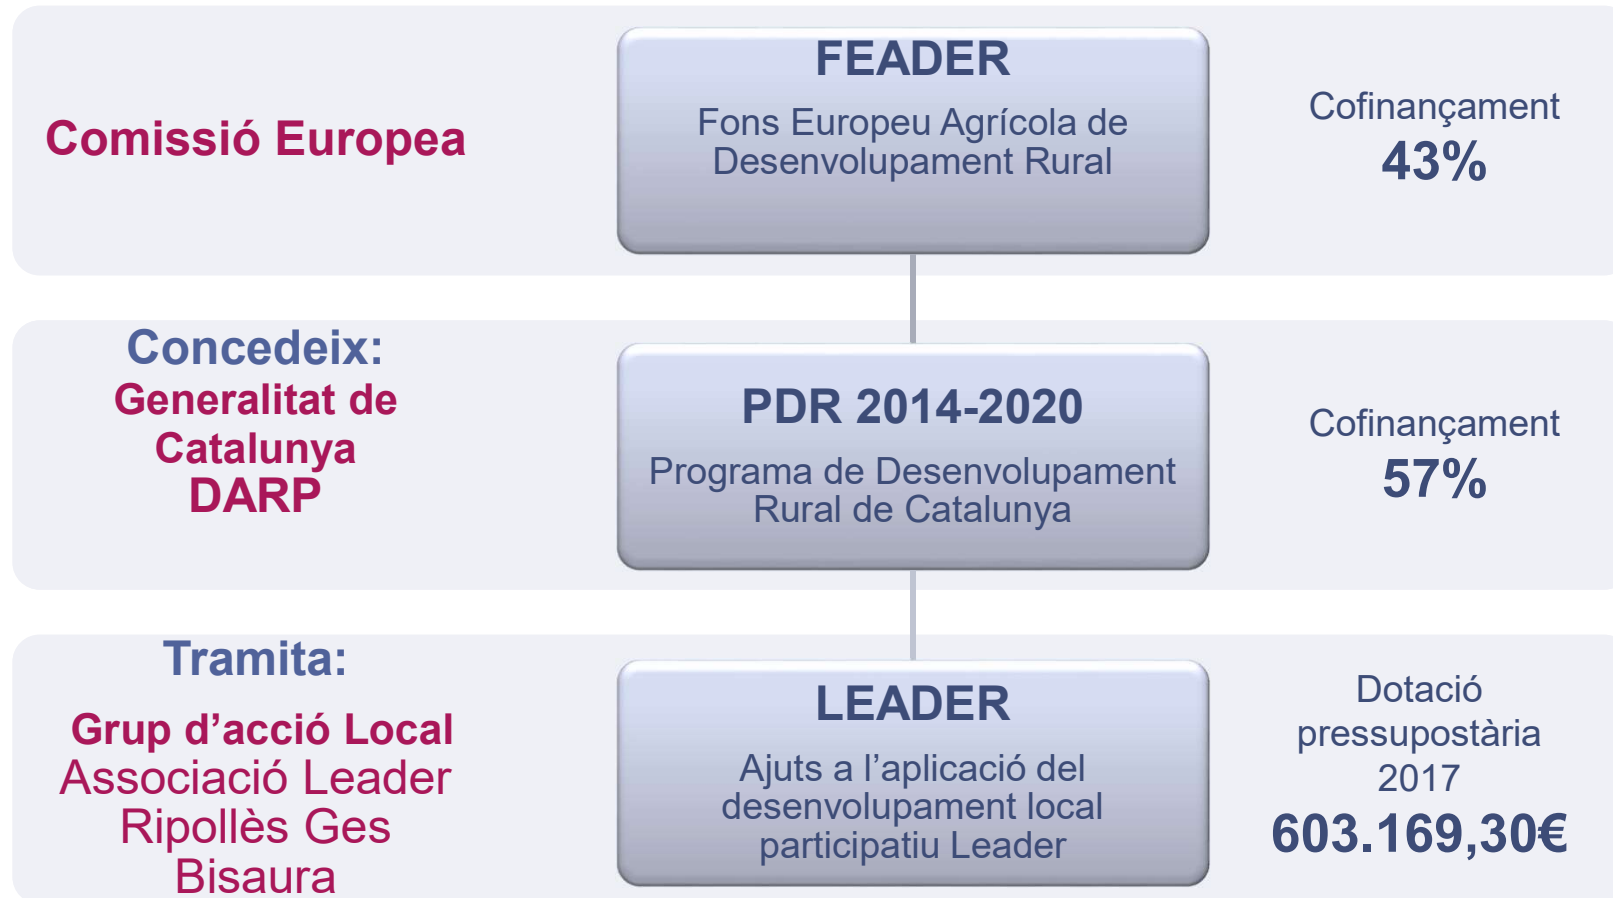 Comissió Europea
FEADER
Fons Europeu Agrícola de
Desenvolupament Rural
Cofinançament
43%
Concedeix:
Generalitat de
Catalunya
DARP
PDR 2014-2020
Programa de Desenvolupament
Rural de Catalunya
Cofinançament
57%
Tramita:
Grup d’acció Local
Associació Leader
Ripollès Ges
Bisaura
LEADER
Ajuts a l’aplicació del
desenvolupament local
participatiu Leader
Dotació
pressupostària
2017
603.169,30€